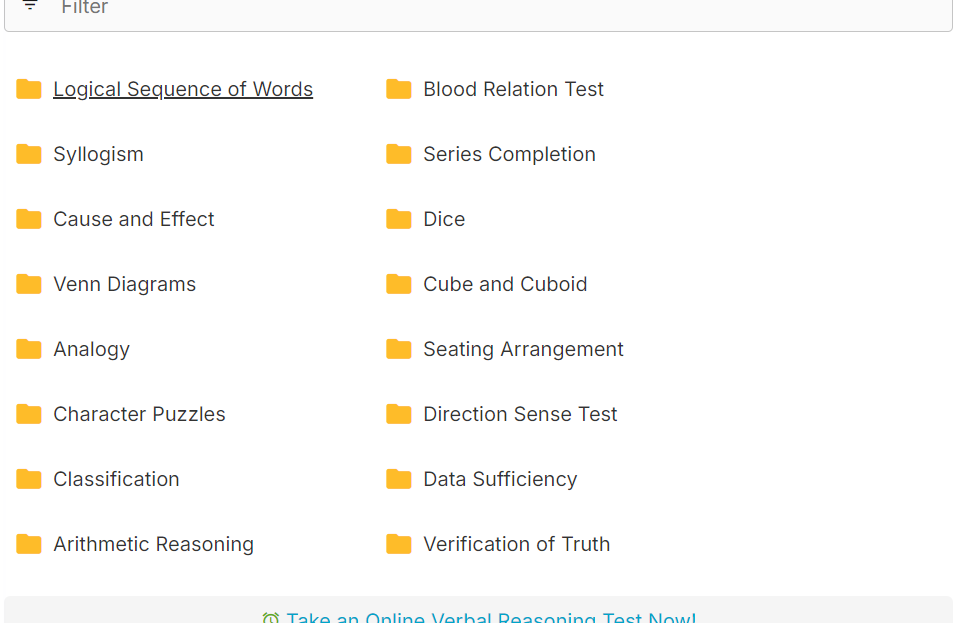 Filter
Logical Sequence of Words
Blood Relation Test
Syllogism
Series Completion
Cause and Effect
Dice
Venn Diagrams
Cube and Cuboid
Analogy
Seating Arrangement
Character Puzzles
Direction Sense Test
Classification
Data Sufficiency
Arithmetic Reasoning
Verification of Truth
Take an Online Verbal Reasoning Test Now!